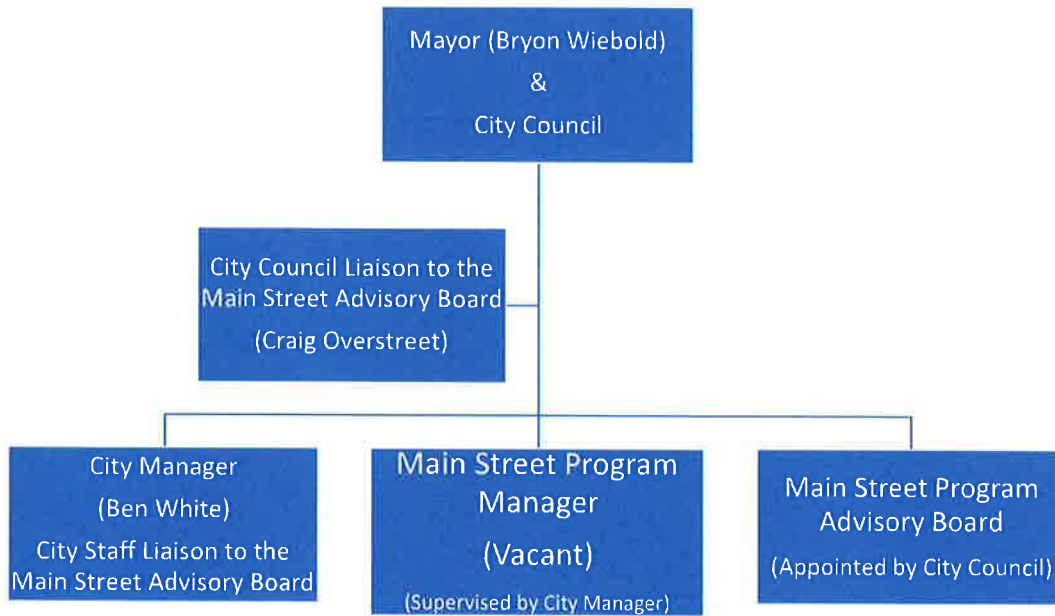 Mayor (Bryon Wiebold)
&
City Council
City Council Liaison to the
Main Street Advisory Board
(Craig Overstreet)
City Manager
(Ben White)
City Staff Liaison to the
Main Street Advisory Board
Main Street Program
Manager
(Vacant)
(Supervised by City Manager)
Main Street Program
Advisory Board
(Appointed by City Council)